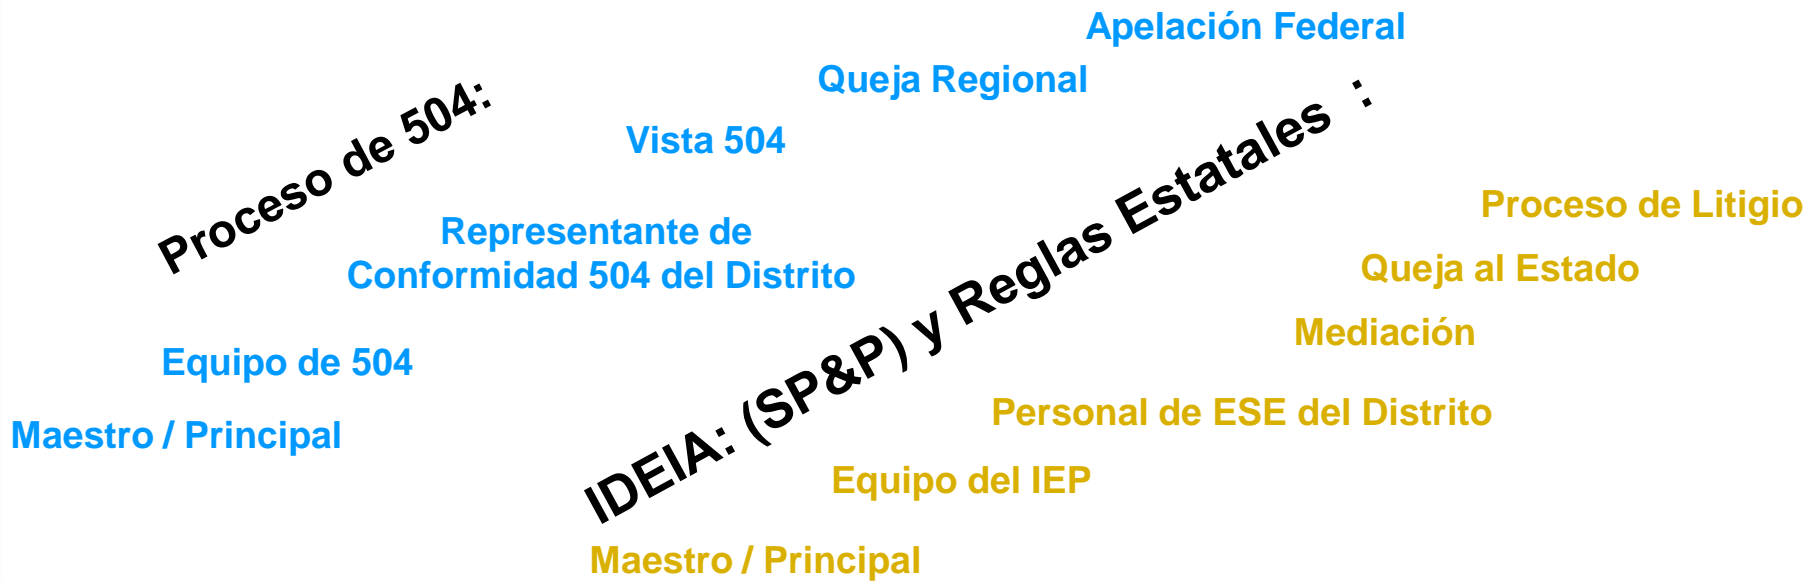 Proceso de 504:
Apelación Federal
Queja Regional
Vista 504
Representante de
Conformidad 504 del Distrito
Equipo de 504
Maestro / Principal
IDEIA: (SP&P) y Reglas Estatales :
Proceso de Litigio
Queja al Estado
Mediación
Personal de ESE del Distrito
Equipo del IEP
Maestro / Principal